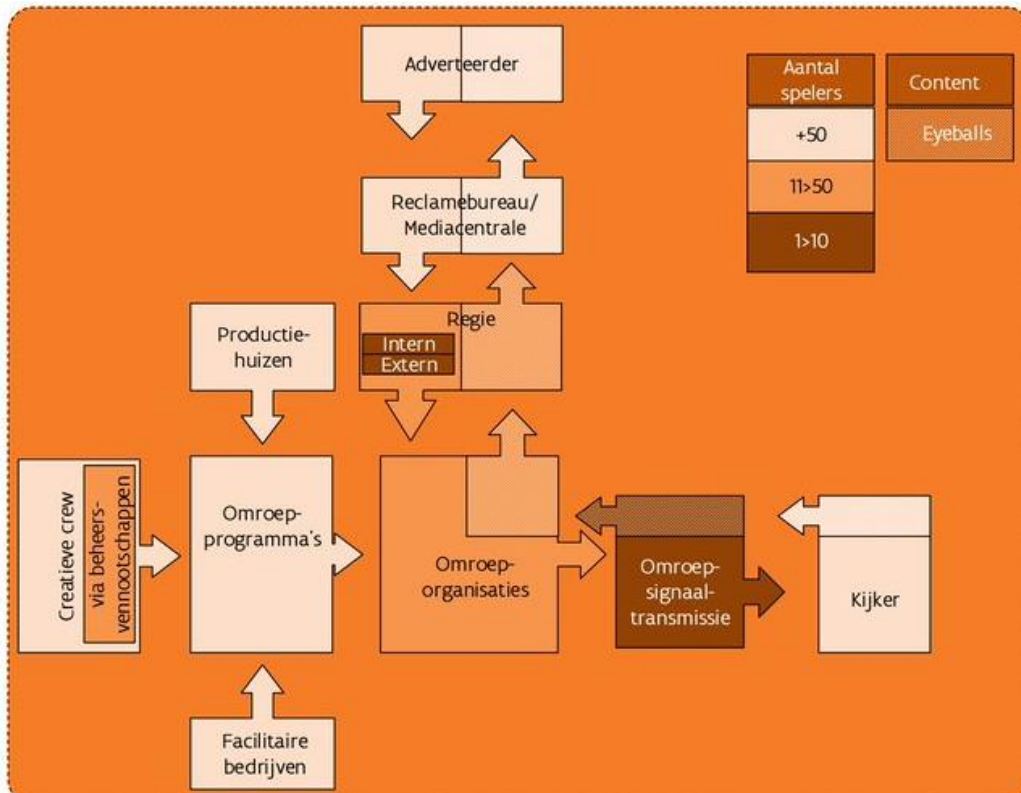 Adverteerder
Aantal
spelers
Content
+50
Eyeballs
11>50
1>10
Reclamebureau/
Mediacentrale
Regie
Intern
Extern
Productie-
huizen
Creatieve crew
via beheers-
vennootschappen
Omroep-
programma's
Omroep-
organisaties
Omroep-
signaal-
transmissie
Kijker
Facilitaire
bedrijven